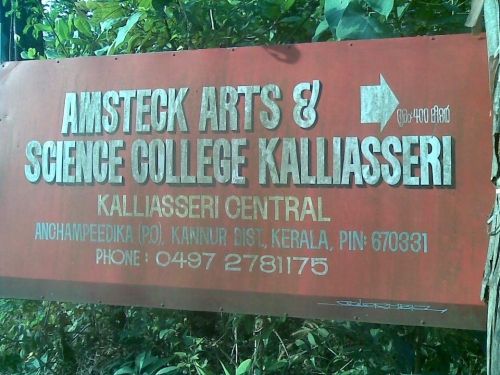 AMSTECK ARTS &
SCIENCE COLLEGE KALLIASSERI
KALLIASSERI CENTRAL
ANCHAMPEEDIKA (P.O), KANNUR DIST., KERALA, PIN: 670331
PHONE : 0497 2781175